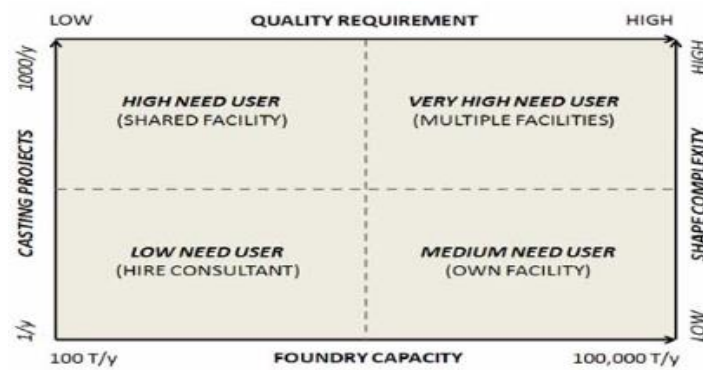 LOW QUALITY REQUIREMENT HIGH
1000/y
HIGH
HIGH NEED USER
(SHARED FACILITY)
VERY HIGH NEED USER
(MULTIPLE FACILITIES)
CASTING PROJECTS
SHAPE COMPLEXITY
LOW NEED USER
(HIRE CONSULTANT)
MEDIUM NEED USER
(OWN FACILITY)
1/y
LOW
100 T/y FOUNDRY CAPACITY 100,000 T/y